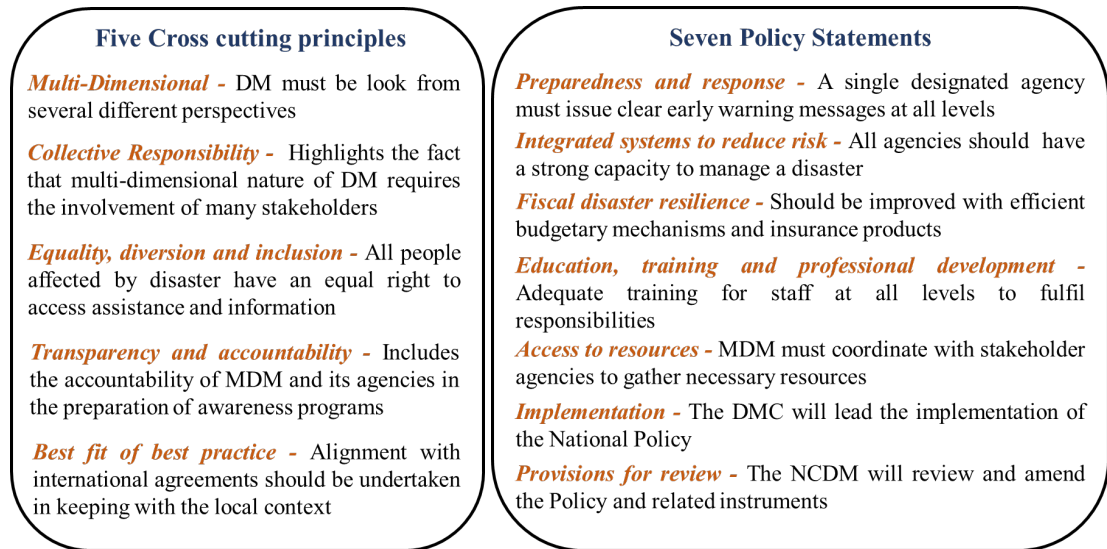 Five Cross cutting principles
Multi-Dimensional - DM must be look from
several different perspectives
Collective Responsibility - Highlights the fact
that multi-dimensional nature of DM requires
the involvement of many stakeholders
Equality, diversion and inclusion - All people
affected by disaster have an equal right to
access assistance and information
Transparency and accountability - Includes
the accountability of MDM and its agencies in
the preparation of awareness programs
Best fit of best practice - Alignment with
international agreements should be undertaken
in keeping with the local context
Seven Policy Statements
Preparedness and response - A single designated agency
must issue clear early warning messages at all levels
Integrated systems to reduce risk - All agencies should have
a strong capacity to manage a disaster
Fiscal disaster resilience - Should be improved with efficient
budgetary mechanisms and insurance products
Education, training and professional development -
Adequate training for staff at all levels to fulfil
responsibilities
Access to resources - MDM must coordinate with stakeholder
agencies to gather necessary resources
Implementation - The DMC will lead the implementation of
the National Policy
Provisions for review - The NCDM will review and amend
the Policy and related instruments